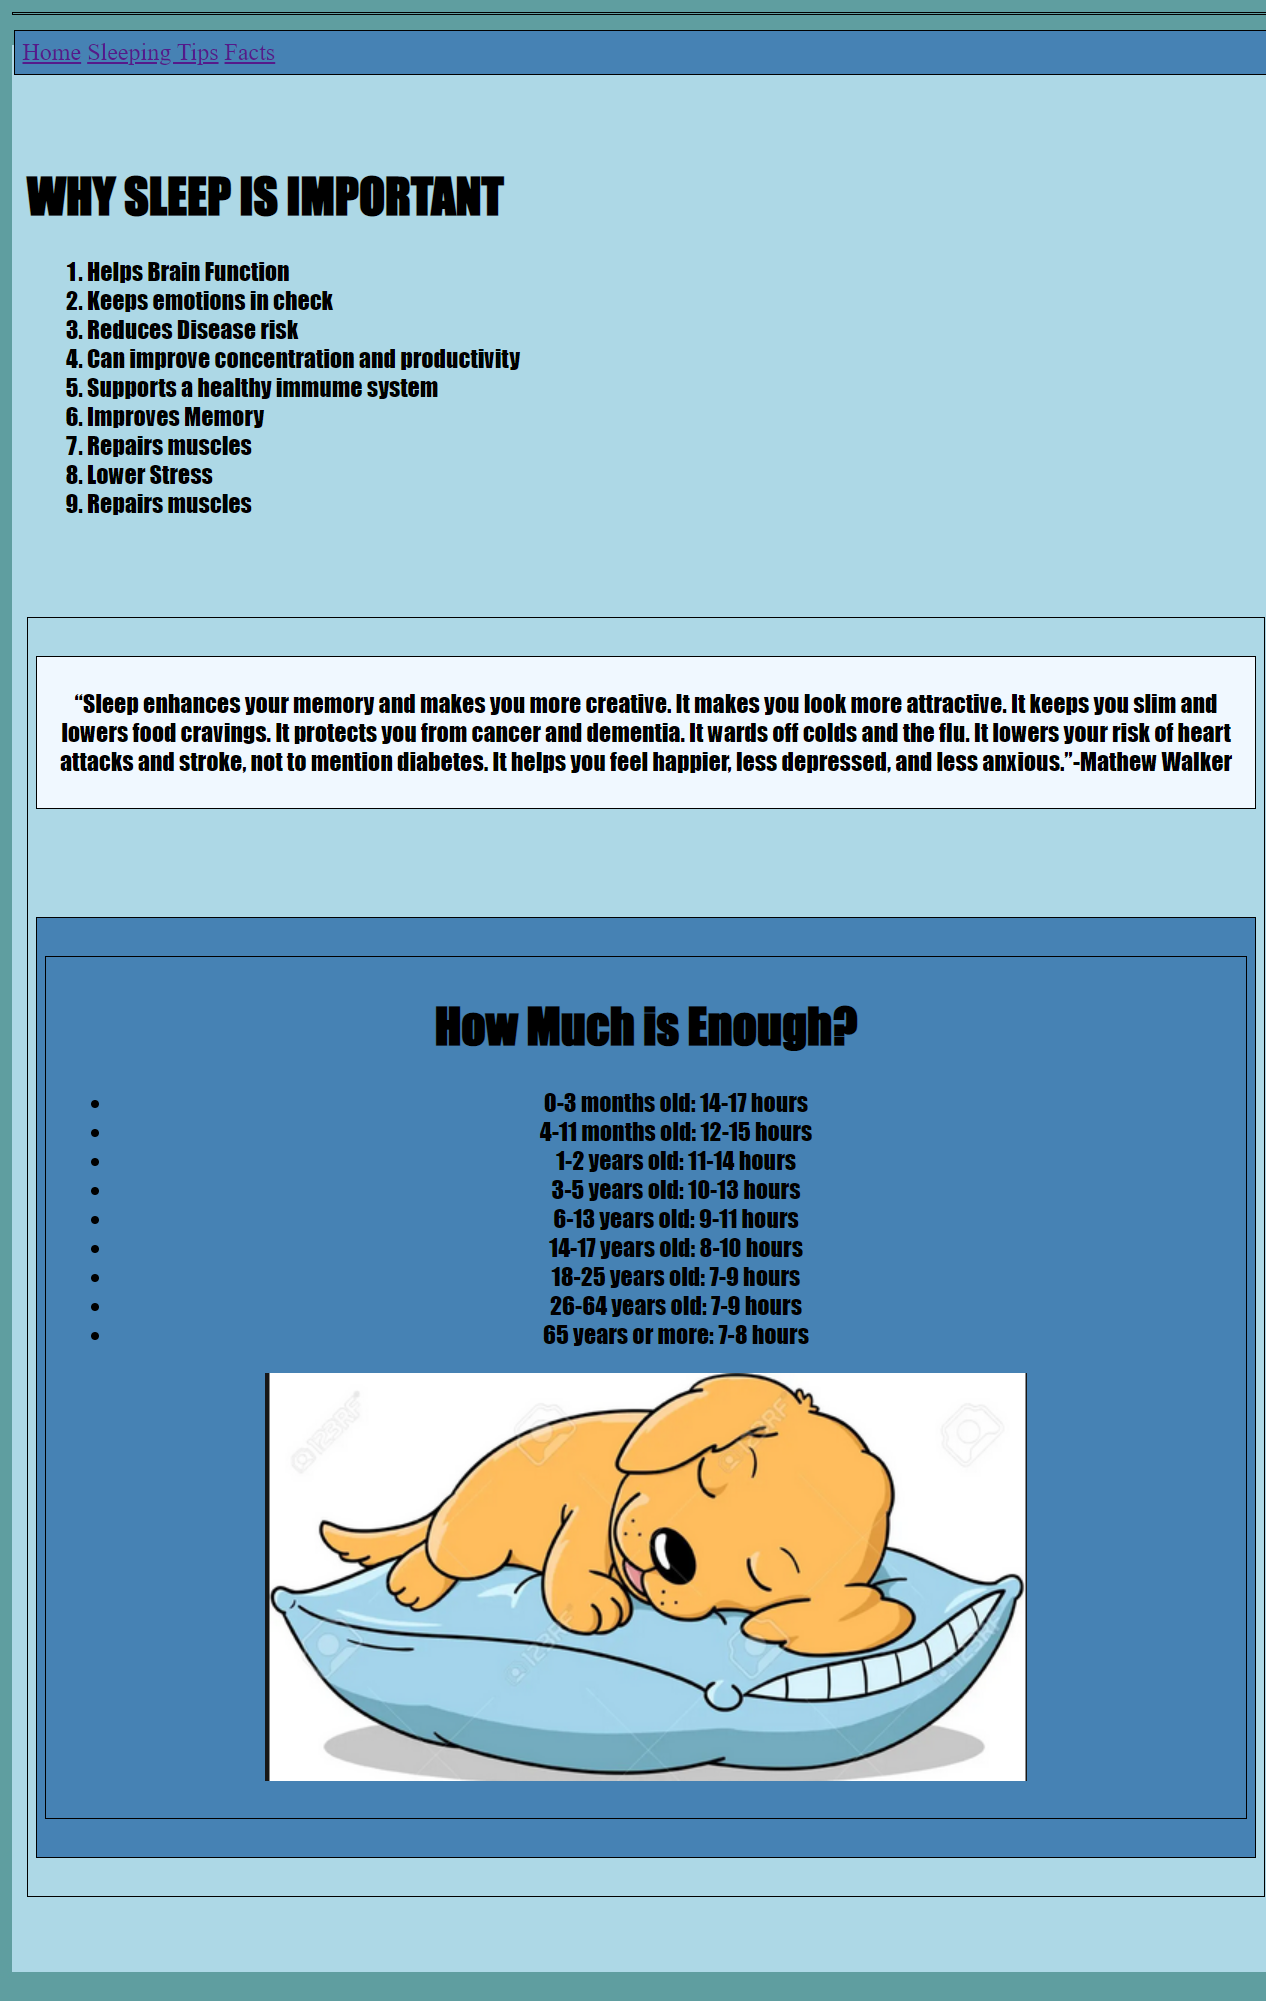 Home Sleeping Tips Facts
WHY SLEEP IS IMPORTANT
1. Helps Brain Function
2. Keeps emotions in check
3. Reduces Disease risk
4. Can improve concentration and productivity
5. Supports a healthy immume system
6. Improves Memory
7. Repairs muscles
8. Lower Stress
9. Repairs muscles
“Sleep enhances your memory and makes you more creative. It makes you look more attractive. It keeps you slim and
lowers food cravings. It protects you from cancer and dementia. It wards off colds and the flu. It lowers your risk of heart
attacks and stroke, not to mention diabetes. It helps you feel happier, less depressed, and less anxious.”-Mathew Walker
How Much is Enough?
• 0-3 months old: 14-17 hours
• 4-11 months old: 12-15 hours
• 1-2 years old: 11-14 hours
• 3-5 years old: 10-13 hours
• 6-13 years old: 9-11 hours
• 14-17 years old: 8-10 hours
• 18-25 years old: 7-9 hours
• 26-64 years old: 7-9 hours
• 65 years or more: 7-8 hours
123RF
123RF
123RF
123RF